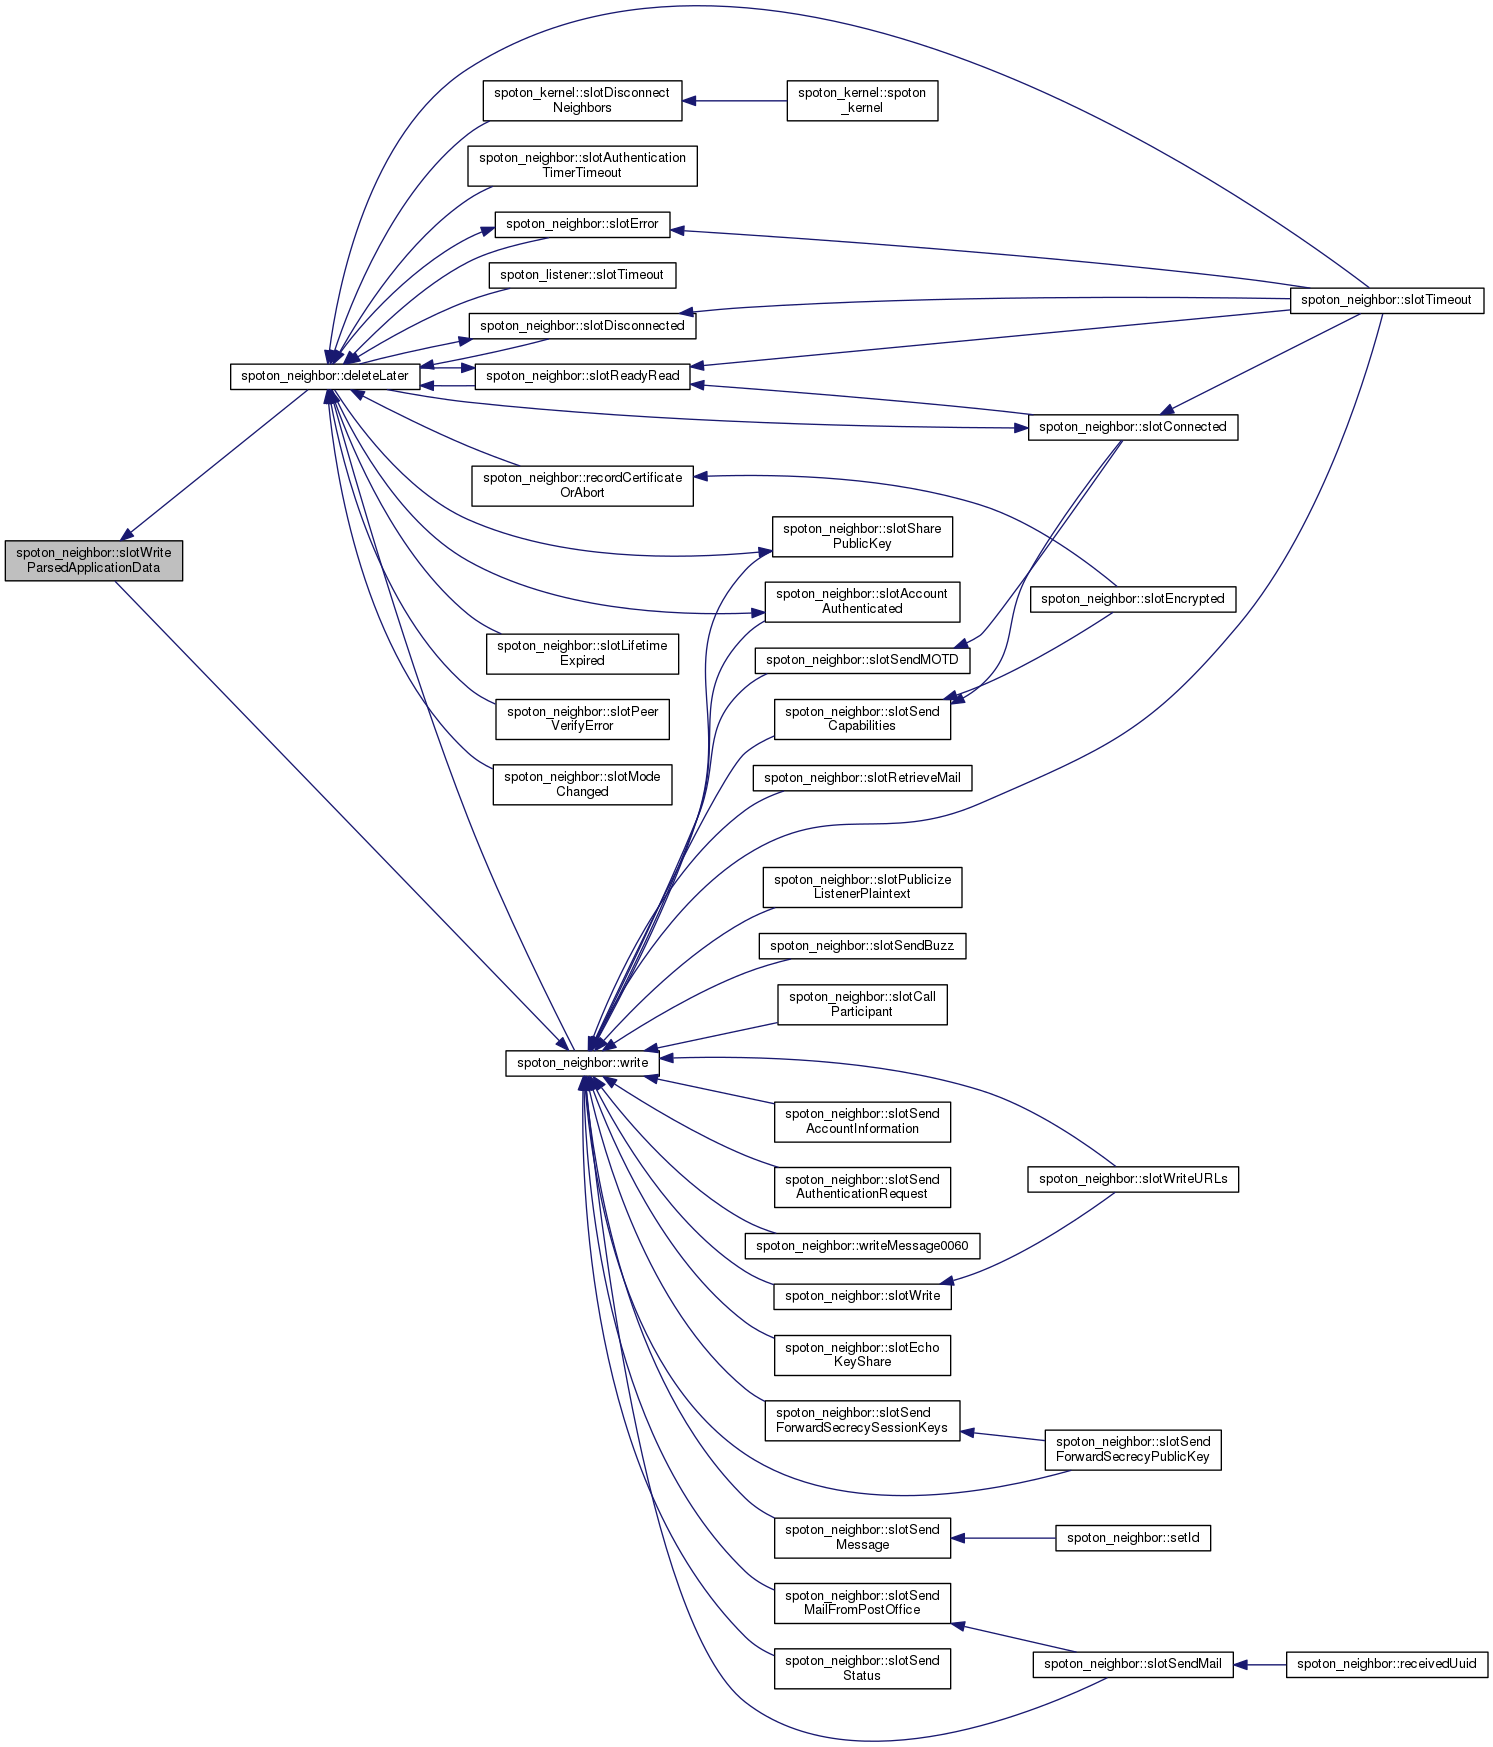 spoton_kernel::slotDisconnect
Neighbors
spoton_kernel::spoton
_kernel
spoton_neighbor::slotAuthentication
TimerTimeout
spoton_neighbor::slotError
spoton_listener::slotTimeout
spoton_neighbor::slotTimeout
spoton_neighbor::slotDisconnected
spoton_neighbor::deleteLater
spoton_neighbor::slotReadyRead
spoton_neighbor::slotConnected
spoton_neighbor::recordCertificate
OrAbort
spoton_neighbor::slotShare
PublicKey
spoton_neighbor::slotWrite
ParsedApplicationData
spoton_neighbor::slotAccount
Authenticated
spoton_neighbor::slotEncrypted
spoton_neighbor::slotLifetime
Expired
spoton_neighbor::slotSendMOTD
spoton_neighbor::slotPeer
VerifyError
spoton_neighbor::slotSend
Capabilities
spoton_neighbor::slotMode
Changed
spoton_neighbor::slotRetrieveMail
spoton_neighbor::slotPublicize
ListenerPlaintext
spoton_neighbor::slotSendBuzz
spoton_neighbor::slotCall
Participant
spoton_neighbor::write
spoton_neighbor::slotSend
AccountInformation
spoton_neighbor::slotSend
AuthenticationRequest
spoton_neighbor::slotWriteURLs
spoton_neighbor::writeMessage0060
spoton_neighbor::slotWrite
spoton_neighbor::slotEcho
KeyShare
spoton_neighbor::slotSend
ForwardSecrecySessionKeys
spoton_neighbor::slotSend
ForwardSecrecyPublicKey
spoton_neighbor::slotSend
Message
spoton_neighbor::setId
spoton_neighbor::slotSend
MailFromPostOffice
spoton_neighbor::slotSend
Status
spoton_neighbor::slotSendMail
spoton_neighbor::receivedUuid